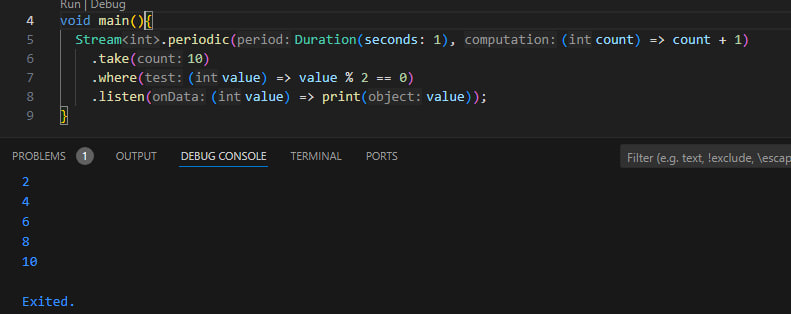 Run | Debug
4 void main(){
5 Stream<int>.periodic(period: Duration(seconds: 1), computation: (int count) => count + 1)
6 .take(count: 10)
7 .where(test: (int value) => value % 2 == 0)
8 .listen(onData: (int value) => print(object: value));
9 }
PROBLEMS 1 OUTPUT DEBUG CONSOLE TERMINAL PORTS Filter (e.g. text, !exclude, \escap
2
4
6
8
10
Exited.